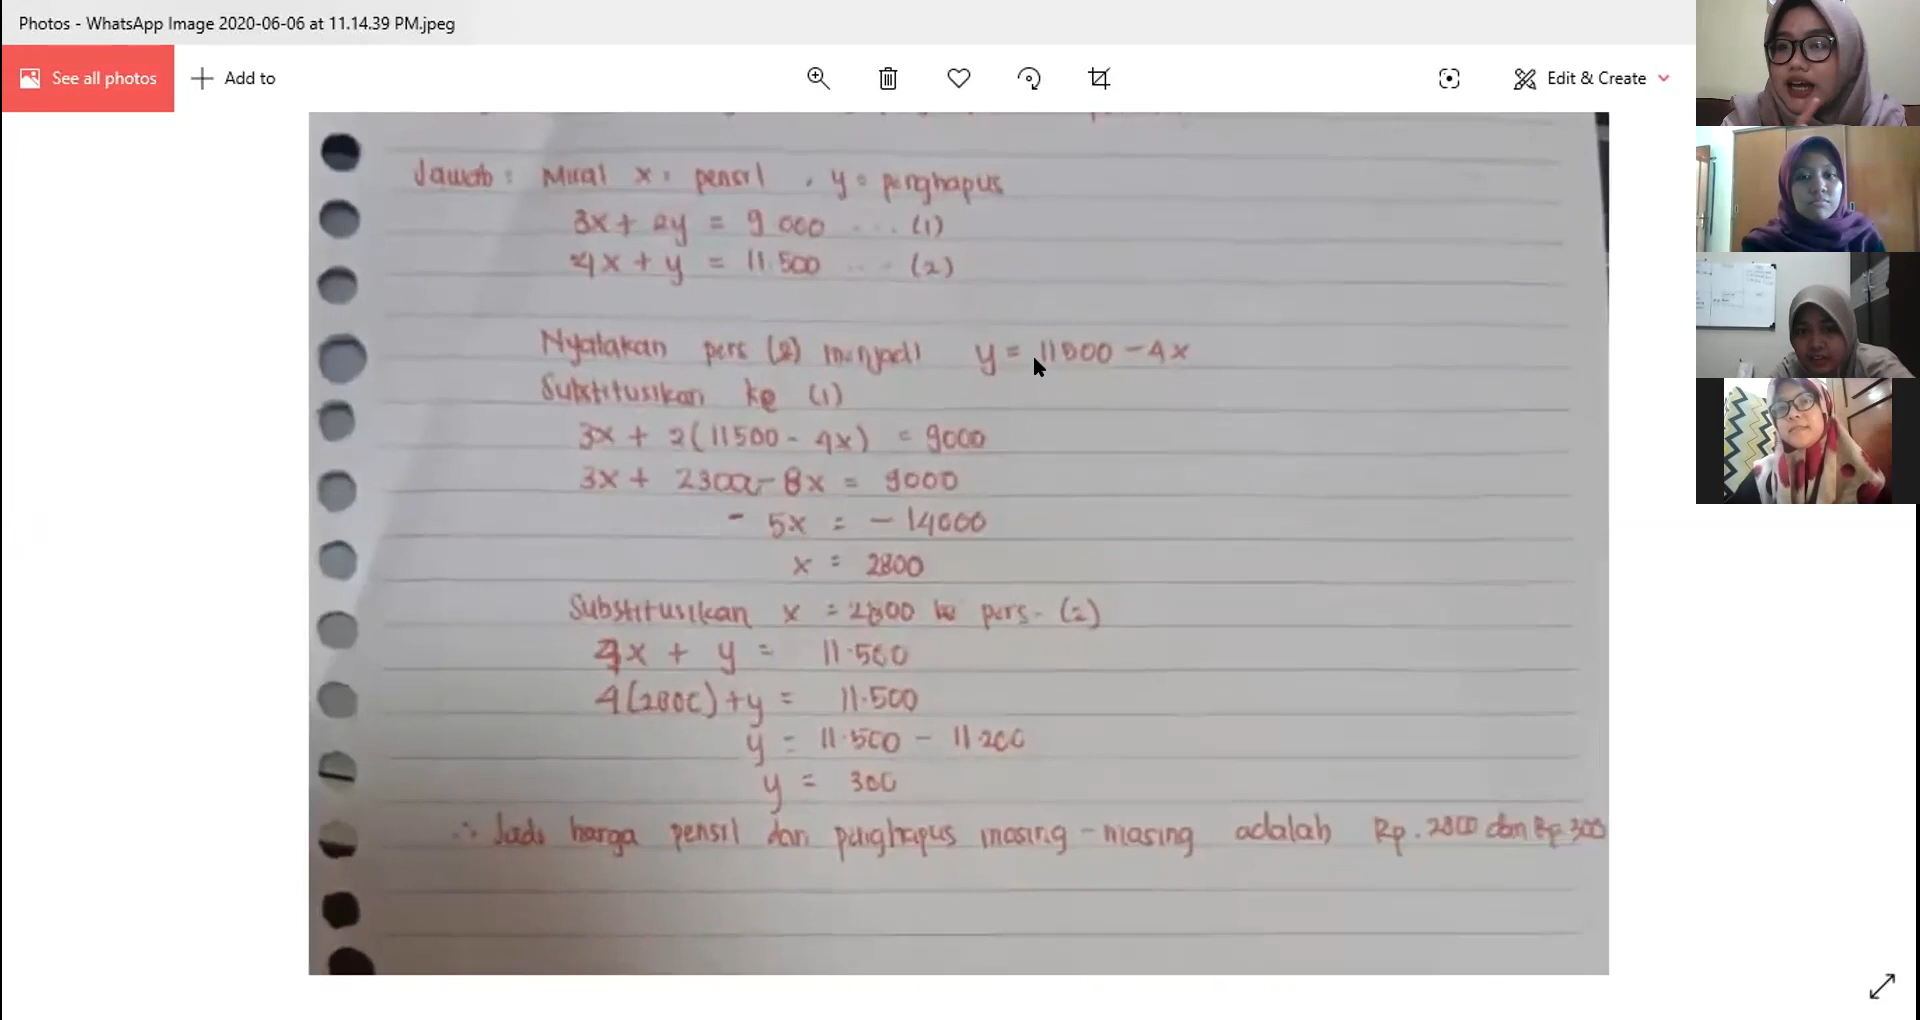 Photos - WhatsApp Image 2020-06-06 at 11.14.39 PM.jpeg
See all photos
Add to
Edit & Create
Jawab : Misal x = pensil , y = penghapus
3x + 2y = 9 000 ... (1)
4x + y = 11.500 ... (2)
Nyatakan pers (2) menjadi y = 11500 - 4x
Substitusikan ke (1)
3x + 2(11500 - 4x) = 9000
3x + 23000 - 8x = 9000
- 5x = - 14000
x = 2800
Substitusikan x = 2800 ke pers. (2)
4x + y = 11.500
4(2800) + y = 11.500
y = 11.500 - 11.200
y = 300
∴ Jadi harga pensil dan penghapus masing-masing adalah Rp. 2800 dan Rp 300